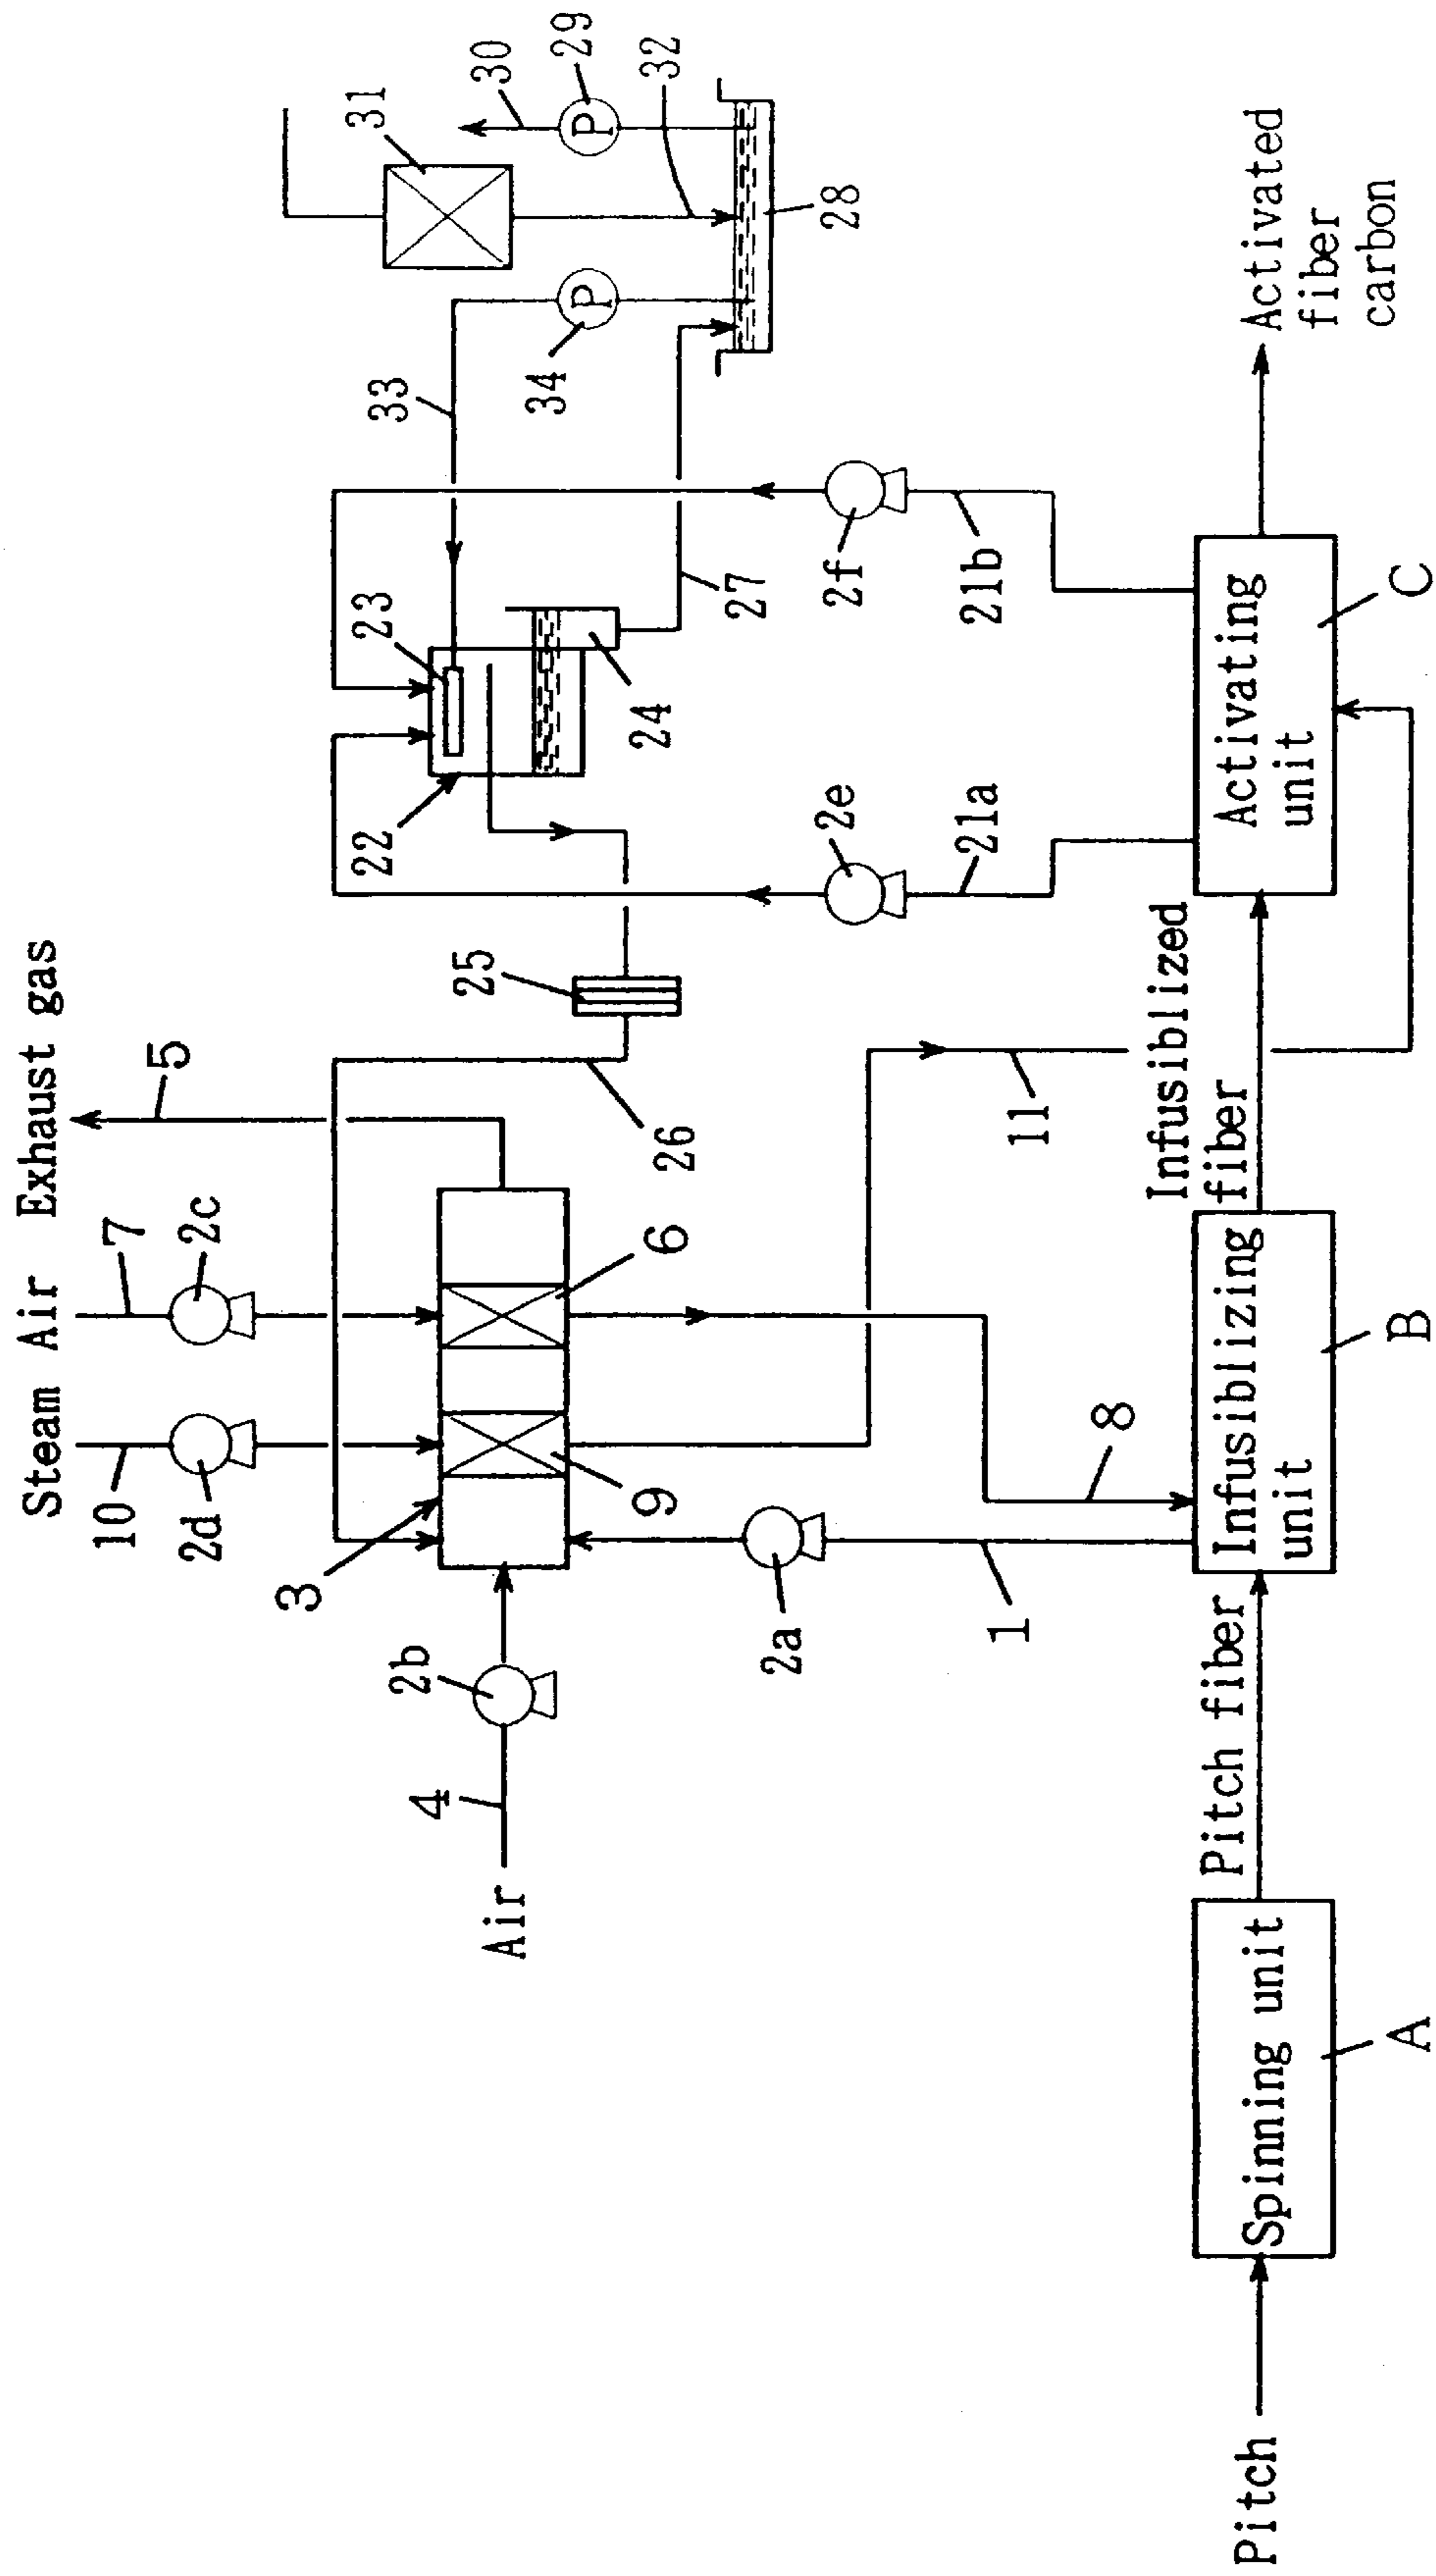 Steam Air Exhaust gas
10 7 5
2d 2c
3
31
22 23 33
4 2b 25 30
Air
34 29
9 6 26 24 32
27
2a 2e 2f 28
1 11 21a 21b
8
Infusiblized
fiber
Pitch fiber
Pitch
Spinning unit
Infusiblizing
unit
Activating
unit
Activated
fiber
carbon
A B C
P
P